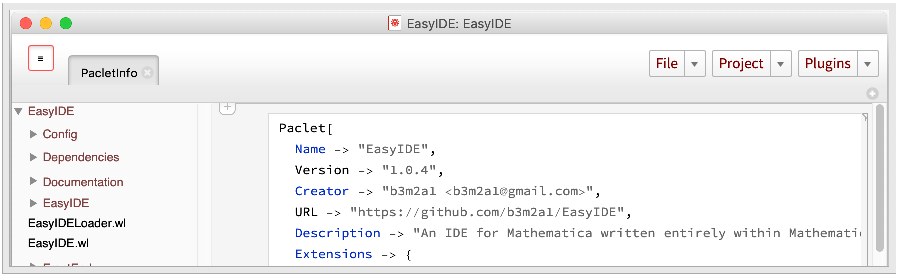 EasyIDE: EasyIDE
PacletInfo
File
Project
Plugins
EasyIDE
Config
Dependencies
Documentation
EasyIDE
EasyIDELoader.wl
EasyIDE.wl
Paclet[
Name -> "EasyIDE",
Version -> "1.0.4",
Creator -> "b3m2a1 <b3m2a1@gmail.com>",
URL -> "https://github.com/b3m2a1/EasyIDE",
Description -> "An IDE for Mathematica written entirely within Mathematic
Extensions -> {